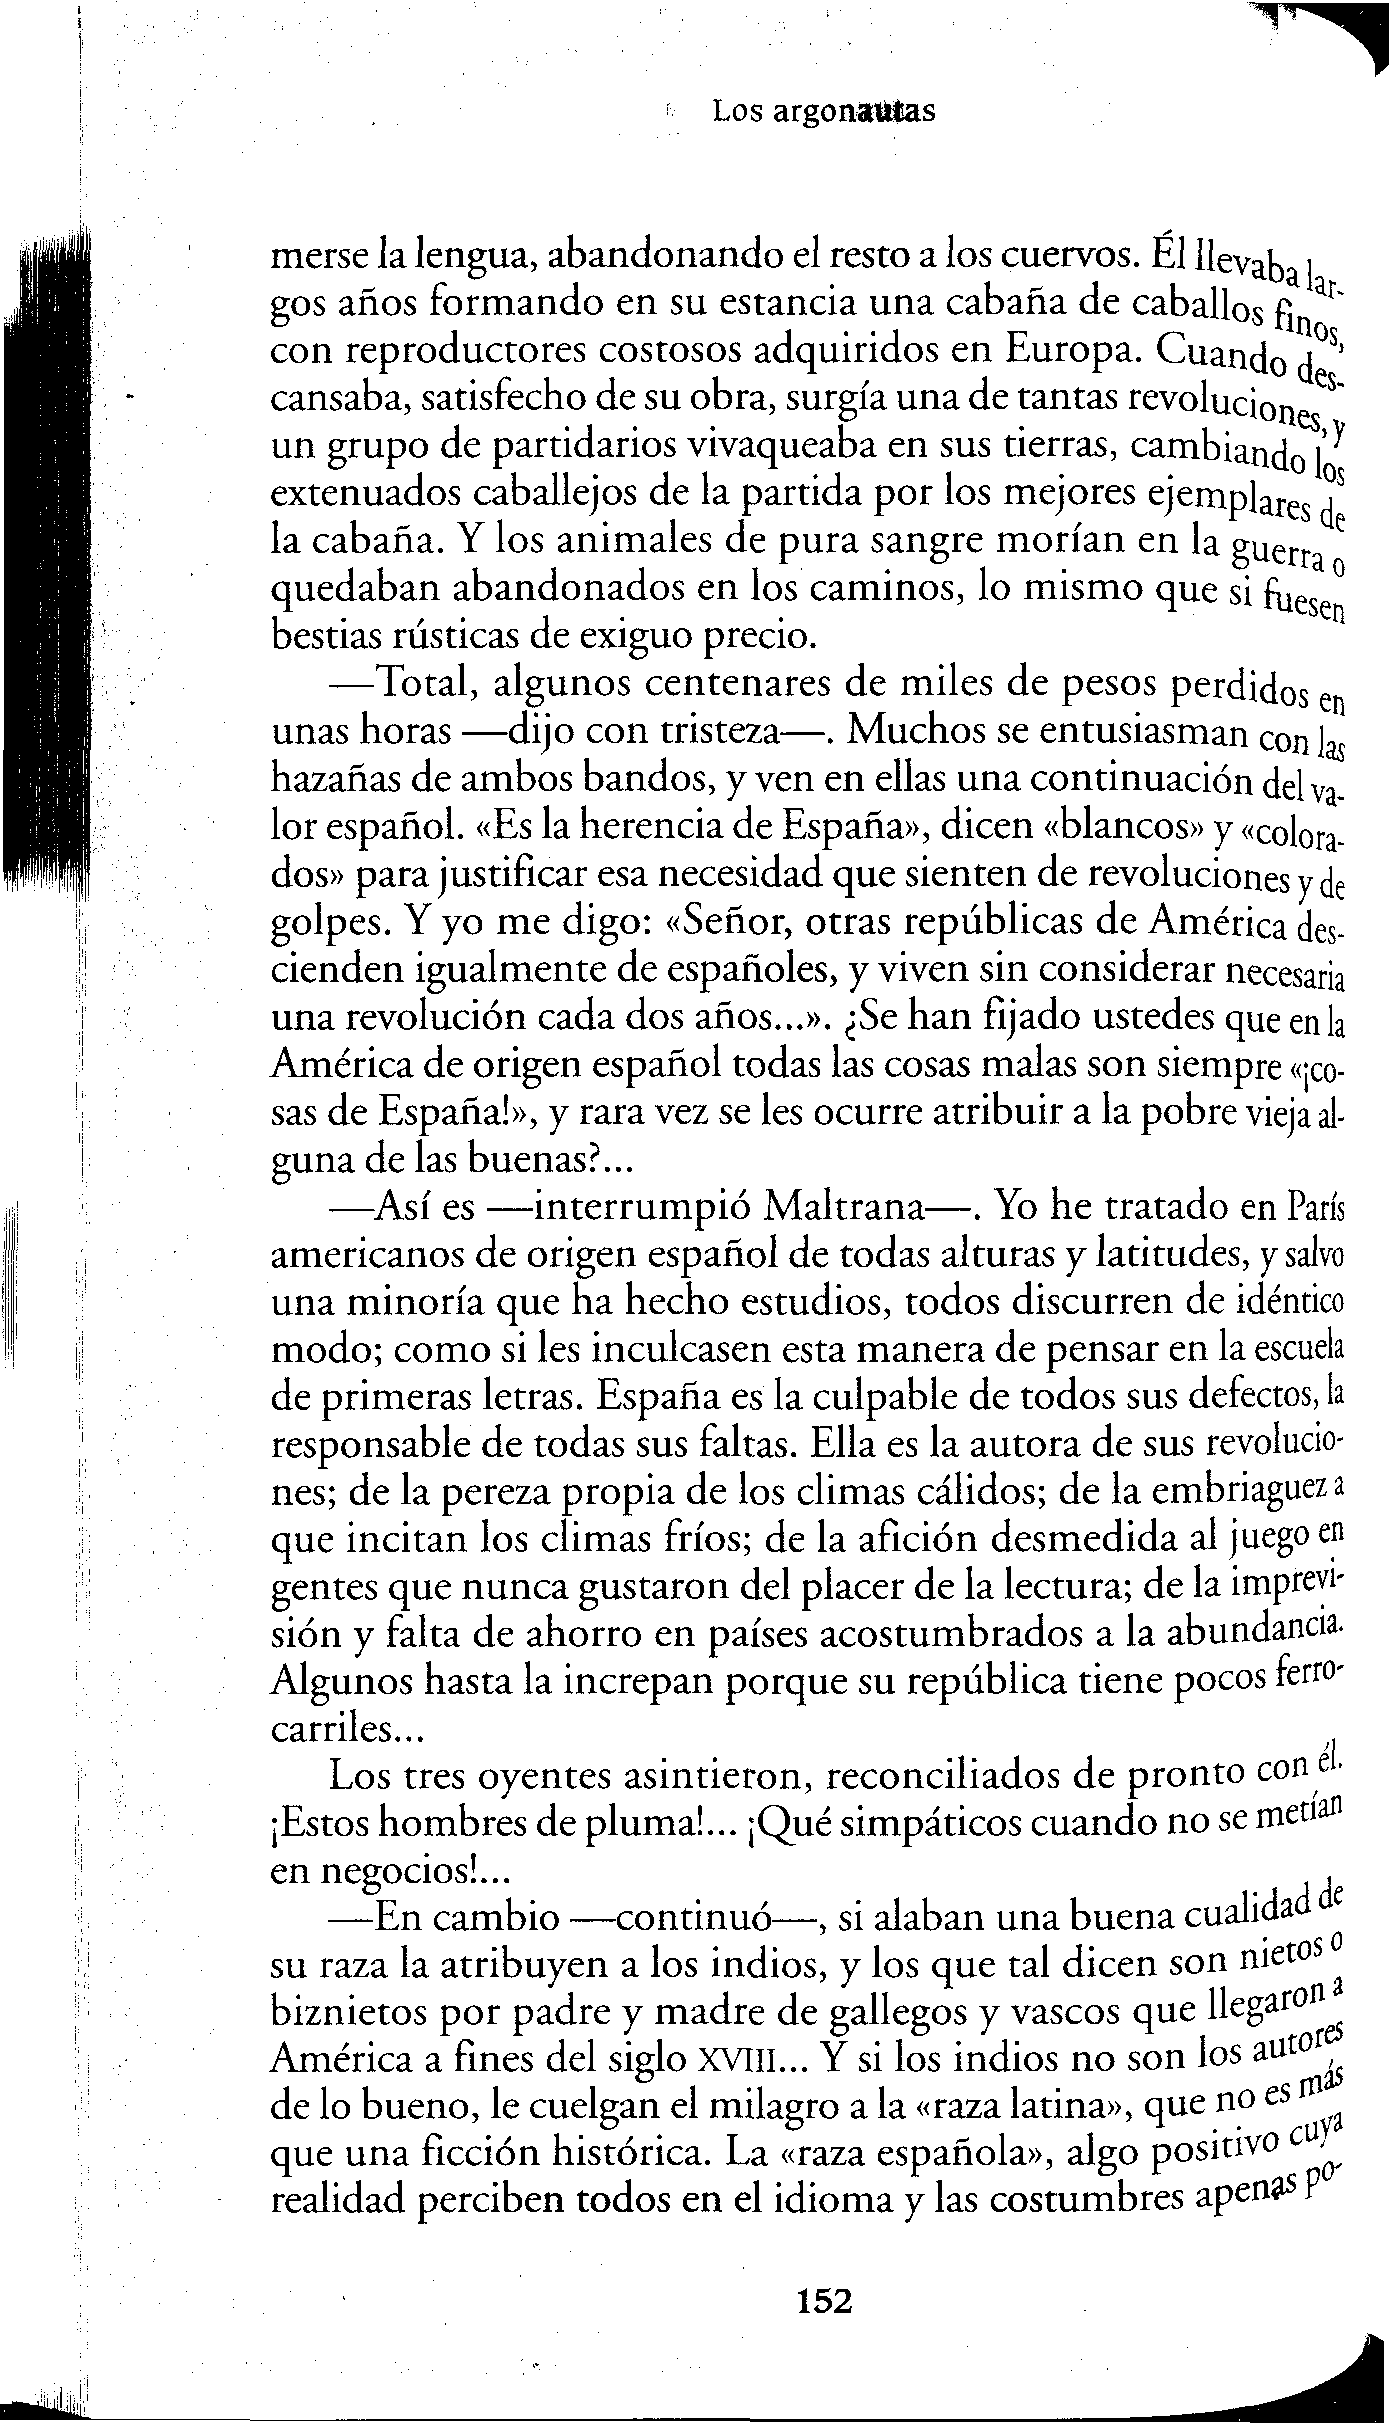 Los argonautas
merse la lengua, abandonando el resto a los cuervos. Él llevaba lar-
gos años formando en su estancia una cabaña de caballos finos,
con reproductores costosos adquiridos en Europa. Cuando des-
cansaba, satisfecho de su obra, surgía una de tantas revoluciones, y
un grupo de partidarios vivaqueaba en sus tierras, cambiando los
extenuados caballejos de la partida por los mejores ejemplares de
la cabaña. Y los animales de pura sangre morían en la guerra o
quedaban abandonados en los caminos, lo mismo que si fuesen
bestias rústicas de exiguo precio.
—Total, algunos centenares de miles de pesos perdidos en
unas horas —dijo con tristeza—. Muchos se entusiasman con las
hazañas de ambos bandos, y ven en ellas una continuación del va-
lor español. «Es la herencia de España», dicen «blancos» y «colora-
dos» para justificar esa necesidad que sienten de revoluciones y de
golpes. Y yo me digo: «Señor, otras repúblicas de América des-
cienden igualmente de españoles, y viven sin considerar necesaria
una revolución cada dos años...». ¿Se han fijado ustedes que en la
América de origen español todas las cosas malas son siempre «¡co-
sas de España!», y rara vez se les ocurre atribuir a la pobre vieja al-
guna de las buenas?...
—Así es —interrumpió Maltrana—. Yo he tratado en París
americanos de origen español de todas alturas y latitudes, y salvo
una minoría que ha hecho estudios, todos discurren de idéntico
modo; como si les inculcasen esta manera de pensar en la escuela
de primeras letras. España es la culpable de todos sus defectos, la
responsable de todas sus faltas. Ella es la autora de sus revolucio-
nes; de la pereza propia de los climas cálidos; de la embriaguez a
que incitan los climas fríos; de la afición desmedida al juego en
gentes que nunca gustaron del placer de la lectura; de la imprevi-
sión y falta de ahorro en países acostumbrados a la abundancia.
Algunos hasta la increpan porque su república tiene pocos ferro-
carriles...
Los tres oyentes asintieron, reconciliados de pronto con él.
¡Estos hombres de pluma!... ¡Qué simpáticos cuando no se metían
en negocios!...
—En cambio —continuó—, si alaban una buena cualidad de
su raza la atribuyen a los indios, y los que tal dicen son nietos o
biznietos por padre y madre de gallegos y vascos que llegaron a
América a fines del siglo XVIII... Y si los indios no son los autores
de lo bueno, le cuelgan el milagro a la «raza latina», que no es más
que una ficción histórica. La «raza española», algo positivo cuya
realidad perciben todos en el idioma y las costumbres apenas po-
152